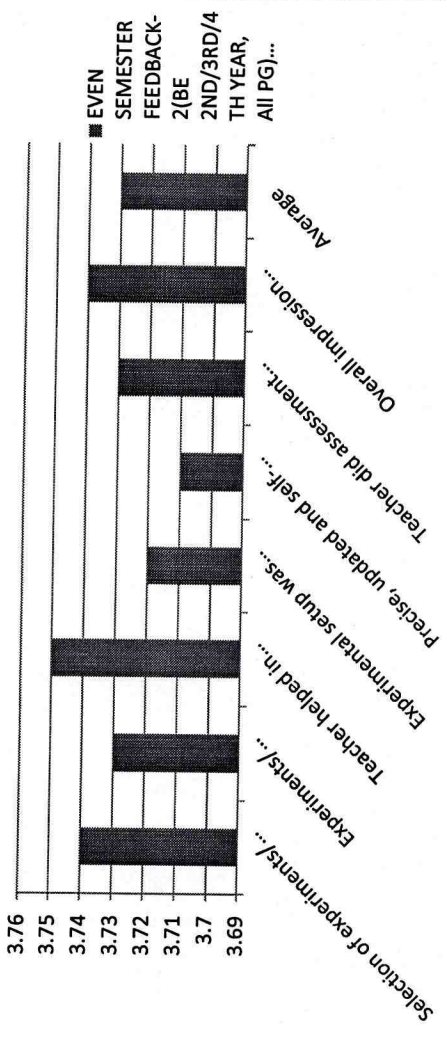 3.76
3.75
3.74
3.73
3.72
3.71
3.7
3.69
Selection of experiments/...
Experiments/...
Teacher helped in...
Experimental setup was...
Precise, updated and self-...
Teacher did assessment...
Overall impression...
Average
EVEN
SEMESTER
FEEDBACK-
2(BE
2ND/3RD/4
TH YEAR,
All PG)...